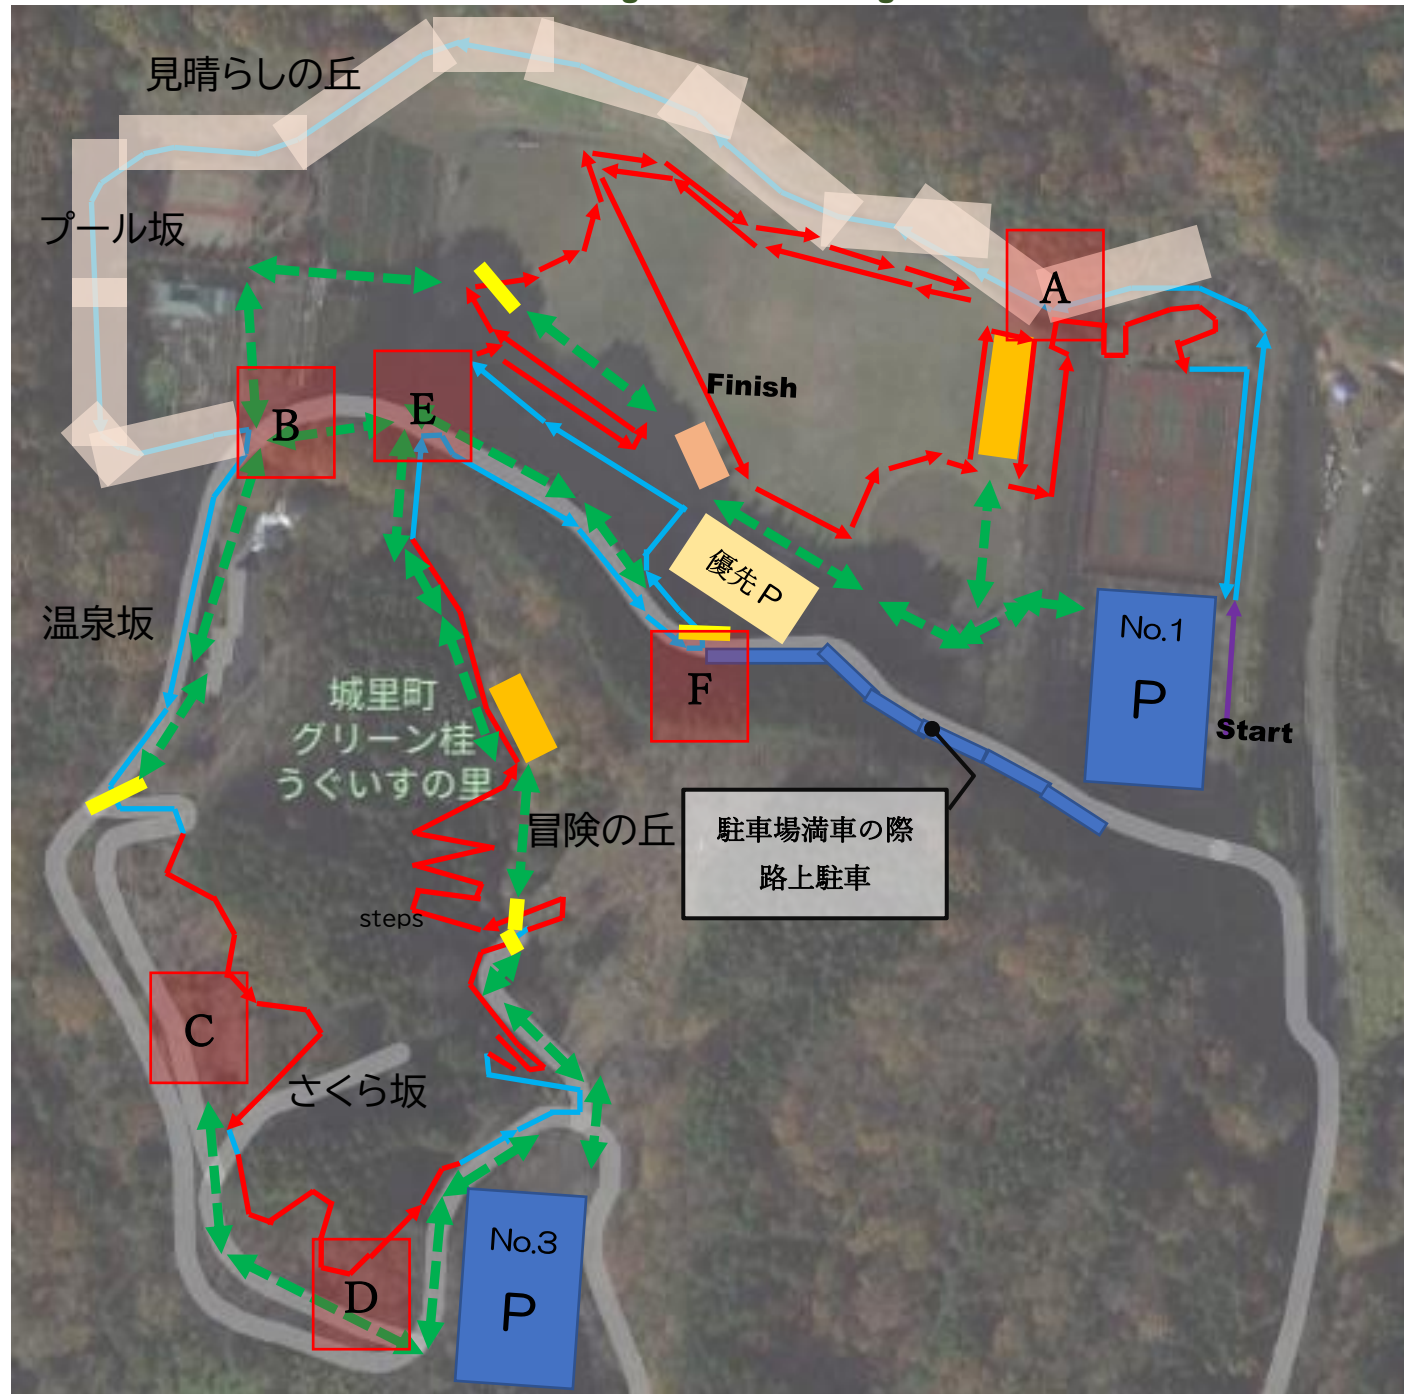 見晴らしの丘
プール坂
A
B
E
Finish
優先P
温泉坂
No.1
P
Start
F
城里町
グリーン桂
うぐいすの里
冒険の丘
駐車場満車の際
路上駐車
steps
C
さくら坂
No.3
P
D